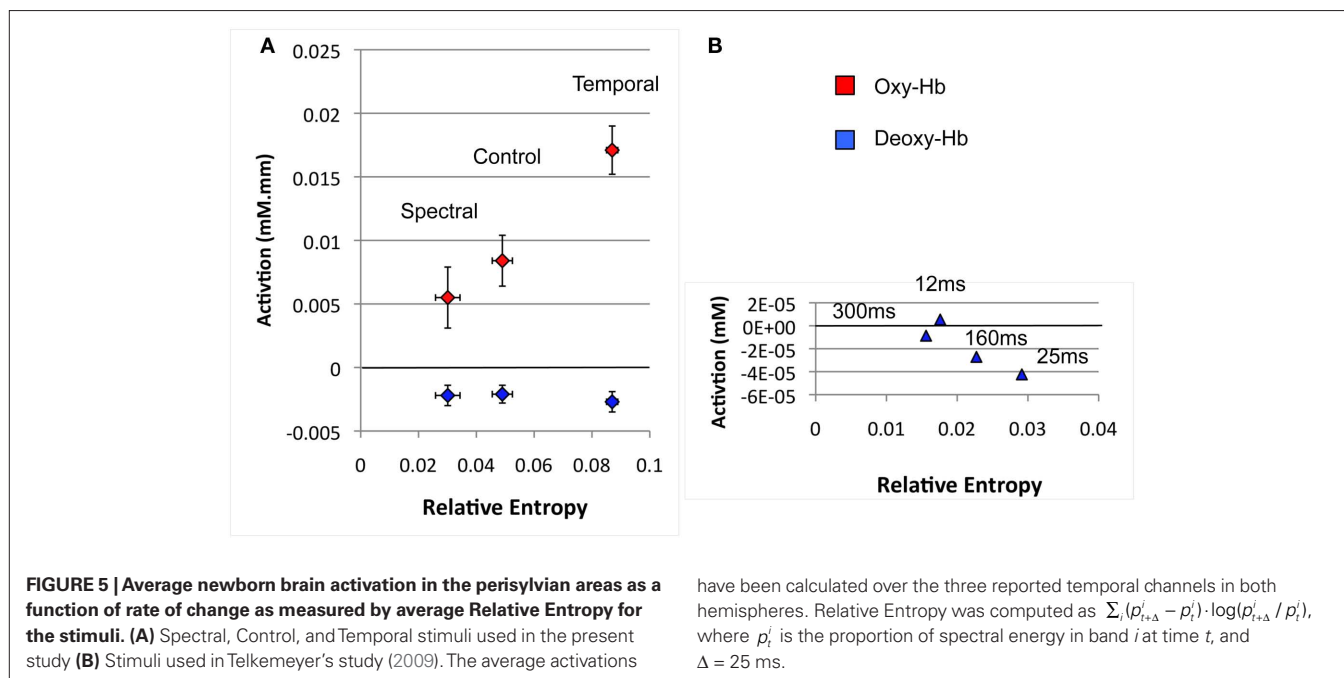 A
0.025
0.02
0.015
0.01
0.005
0
-0.005
Activtion (mM.mm)
Temporal
Control
Spectral
0 0.02 0.04 0.06 0.08 0.1
Relative Entropy
B
Oxy-Hb
Deoxy-Hb
12ms
300ms
160ms
25ms
2E-05
0E+00
-2E-05
-4E-05
-6E-05
Activtion (mM)
0 0.01 0.02 0.03 0.04
Relative Entropy
FIGURE 5 | Average newborn brain activation in the perisylvian areas as a
function of rate of change as measured by average Relative Entropy for
the stimuli. (A) Spectral, Control, and Temporal stimuli used in the present
study (B) Stimuli used in Telkemeyer's study (2009). The average activations
have been calculated over the three reported temporal channels in both
hemispheres. Relative Entropy was computed as ∑ᵢ(pⁱₜ₊Δ − pⁱₜ)·log(pⁱₜ₊Δ / pⁱₜ),
where pⁱₜ is the proportion of spectral energy in band i at time t, and
Δ = 25 ms.